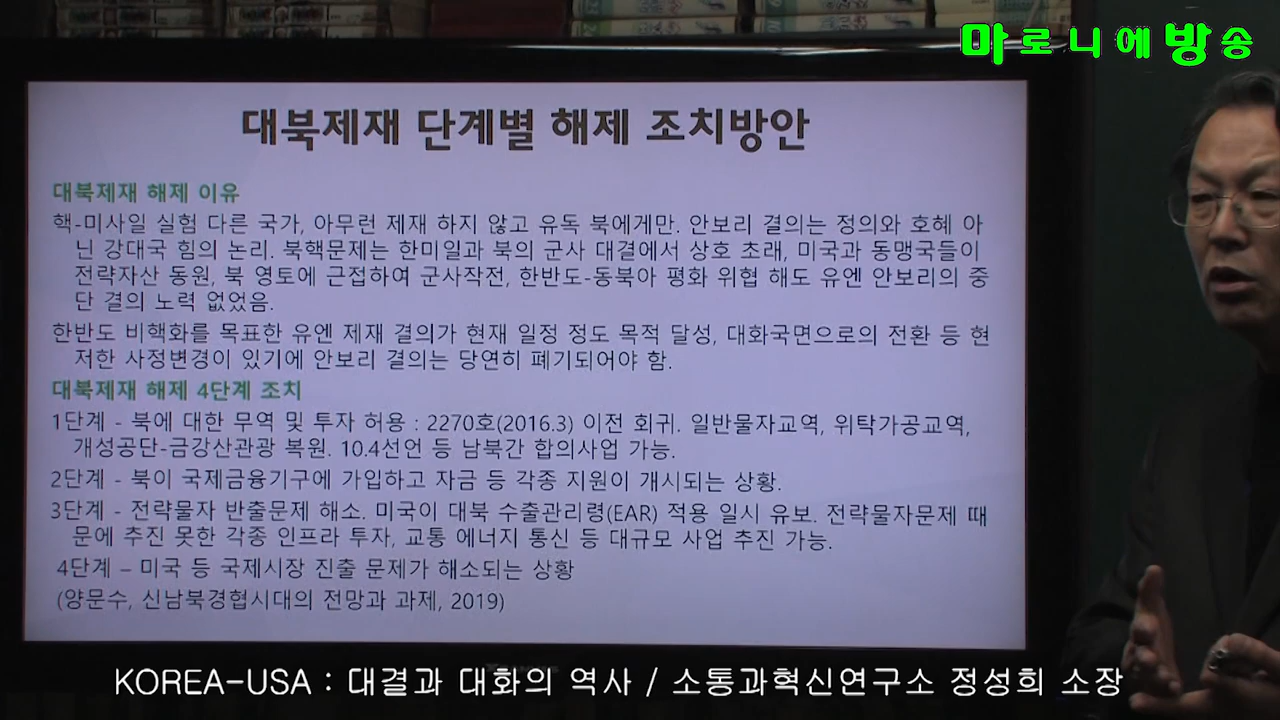 마로니에방송
대북제재 단계별 해제 조치방안
대북제재 해제 이유
핵-미사일 실험 다른 국가, 아무런 제재 하지 않고 유독 북에게만. 안보리 결의는 정의와 호혜 아
닌 강대국 힘의 논리. 북핵문제는 한미일과 북의 군사 대결에서 상호 초래, 미국과 동맹국들이
전략자산 동원, 북 영토에 근접하여 군사작전, 한반도-동북아 평화 위협 해도 유엔 안보리의 중
단 결의 노력 없었음.
한반도 비핵화를 목표한 유엔 제재 결의가 현재 일정 정도 목적 달성, 대화국면으로의 전환 등 현
저한 사정변경이 있기에 안보리 결의는 당연히 폐기되어야 함.
대북제재 해제 4단계 조치
1단계 - 북에 대한 무역 및 투자 허용 : 2270호(2016.3) 이전 회귀. 일반물자교역, 위탁가공교역,
개성공단-금강산관광 복원. 10.4선언 등 남북간 합의사업 가능.
2단계 - 북이 국제금융기구에 가입하고 자금 등 각종 지원이 개시되는 상황.
3단계 - 전략물자 반출문제 해소. 미국이 대북 수출관리령(EAR) 적용 일시 유보. 전략물자문제 때
문에 추진 못한 각종 인프라 투자, 교통 에너지 통신 등 대규모 사업 추진 가능.
4단계 – 미국 등 국제시장 진출 문제가 해소되는 상황
(양문수, 신남북경협시대의 전망과 과제, 2019)
KOREA-USA : 대결과 대화의 역사 / 소통과혁신연구소 정성희 소장